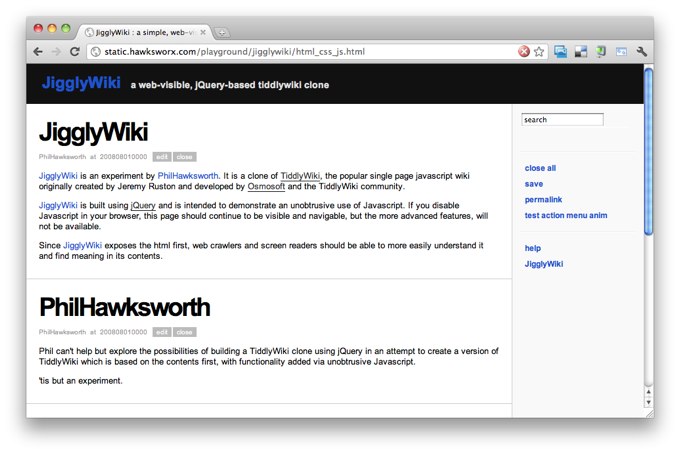 JigglyWiki : a simple, web-vi
static.hawksworx.com/playground/jigglywiki/html_css_js.html
JigglyWiki a web-visible, jQuery-based tiddlywiki clone
JigglyWiki
PhilHawksworth at 200808010000 edit close
JigglyWiki is an experiment by PhilHawksworth. It is a clone of TiddlyWiki, the popular single page javascript wiki
originally created by Jeremy Ruston and developed by Osmosoft and the TiddlyWiki community.
JigglyWiki is built using jQuery and is intended to demonstrate an unobtrusive use of Javascript. If you disable
Javascript in your browser, this page should continue to be visible and navigable, but the more advanced features, will
not be available.
Since JigglyWiki exposes the html first, web crawlers and screen readers should be able to more easily understand it
and find meaning in its contents.
PhilHawksworth
PhilHawksworth at 200808010000 edit close
Phil can't help but explore the possibilities of building a TiddlyWiki clone using jQuery in an attempt to create a version of
TiddlyWiki which is based on the contents first, with functionality added via unobtrusive Javascript.
'tis but an experiment.
search
close all
save
permalink
test action menu anim
help
JigglyWiki